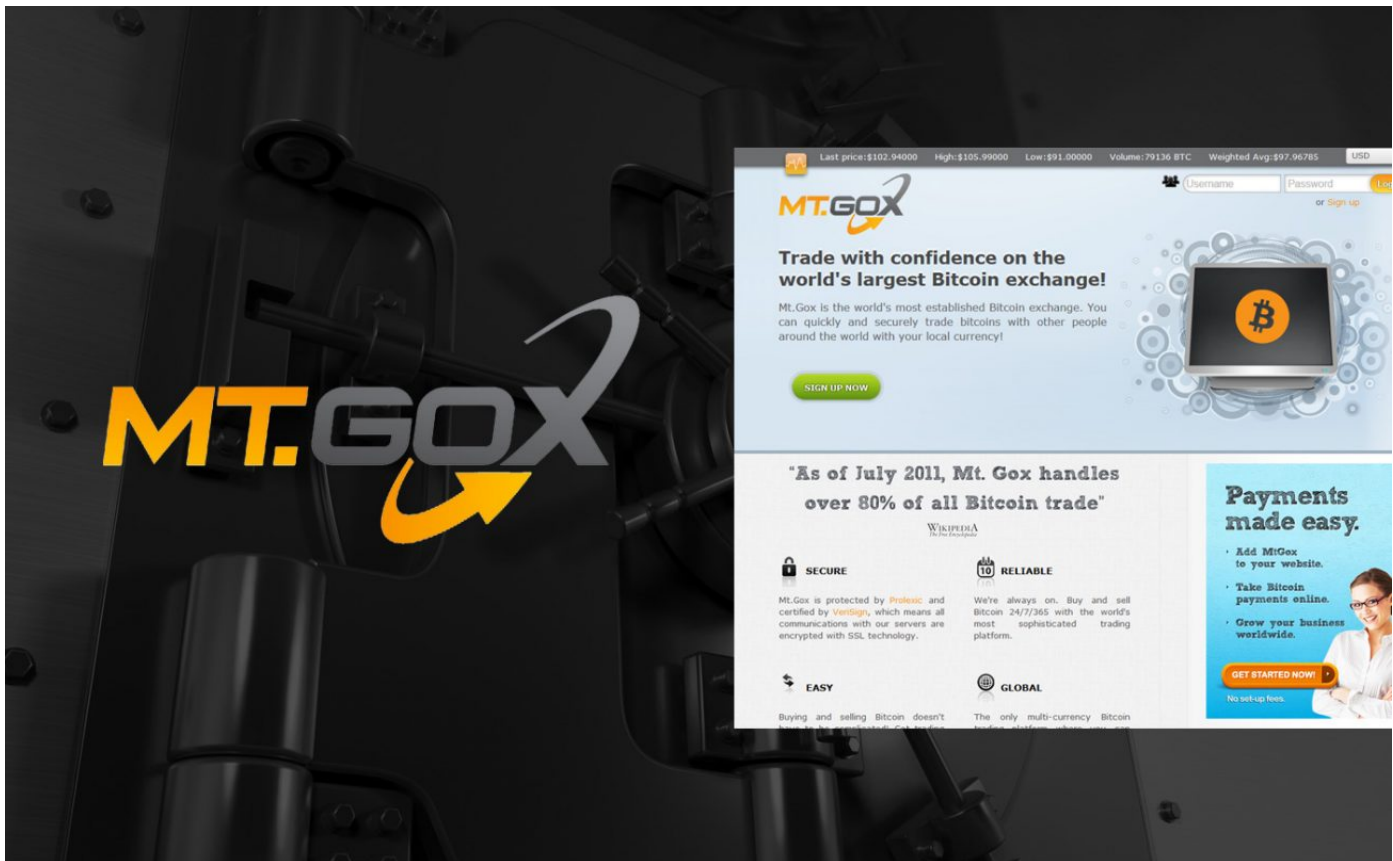 MT.GOX
Last price:$102.94000 High:$105.99000 Low:$91.00000 Volume:79136 BTC Weighted Avg:$97.96785 USD
Username Password
or Sign up
MT.GOX
Trade with confidence on the
world's largest Bitcoin exchange!
Mt.Gox is the world's most established Bitcoin exchange. You
can quickly and securely trade bitcoins with other people
around the world with your local currency!
SIGN UP NOW
"As of July 2011, Mt. Gox handles
over 80% of all Bitcoin trade"
WIKIPEDIA
The Free Encyclopedia
SECURE
Mt.Gox is protected by Prolexic and
certified by VeriSign, which means all
communications with our servers are
encrypted with SSL technology.
10 RELIABLE
We're always on. Buy and sell
Bitcoin 24/7/365 with the world's
most sophisticated trading
platform.
EASY
Buying and selling Bitcoin doesn't
GLOBAL
The only multi-currency Bitcoin
Payments
made easy.
· Add MtGox
to your website.
· Take Bitcoin
payments online.
· Grow your business
worldwide.
GET STARTED NOW!
No set-up fees.